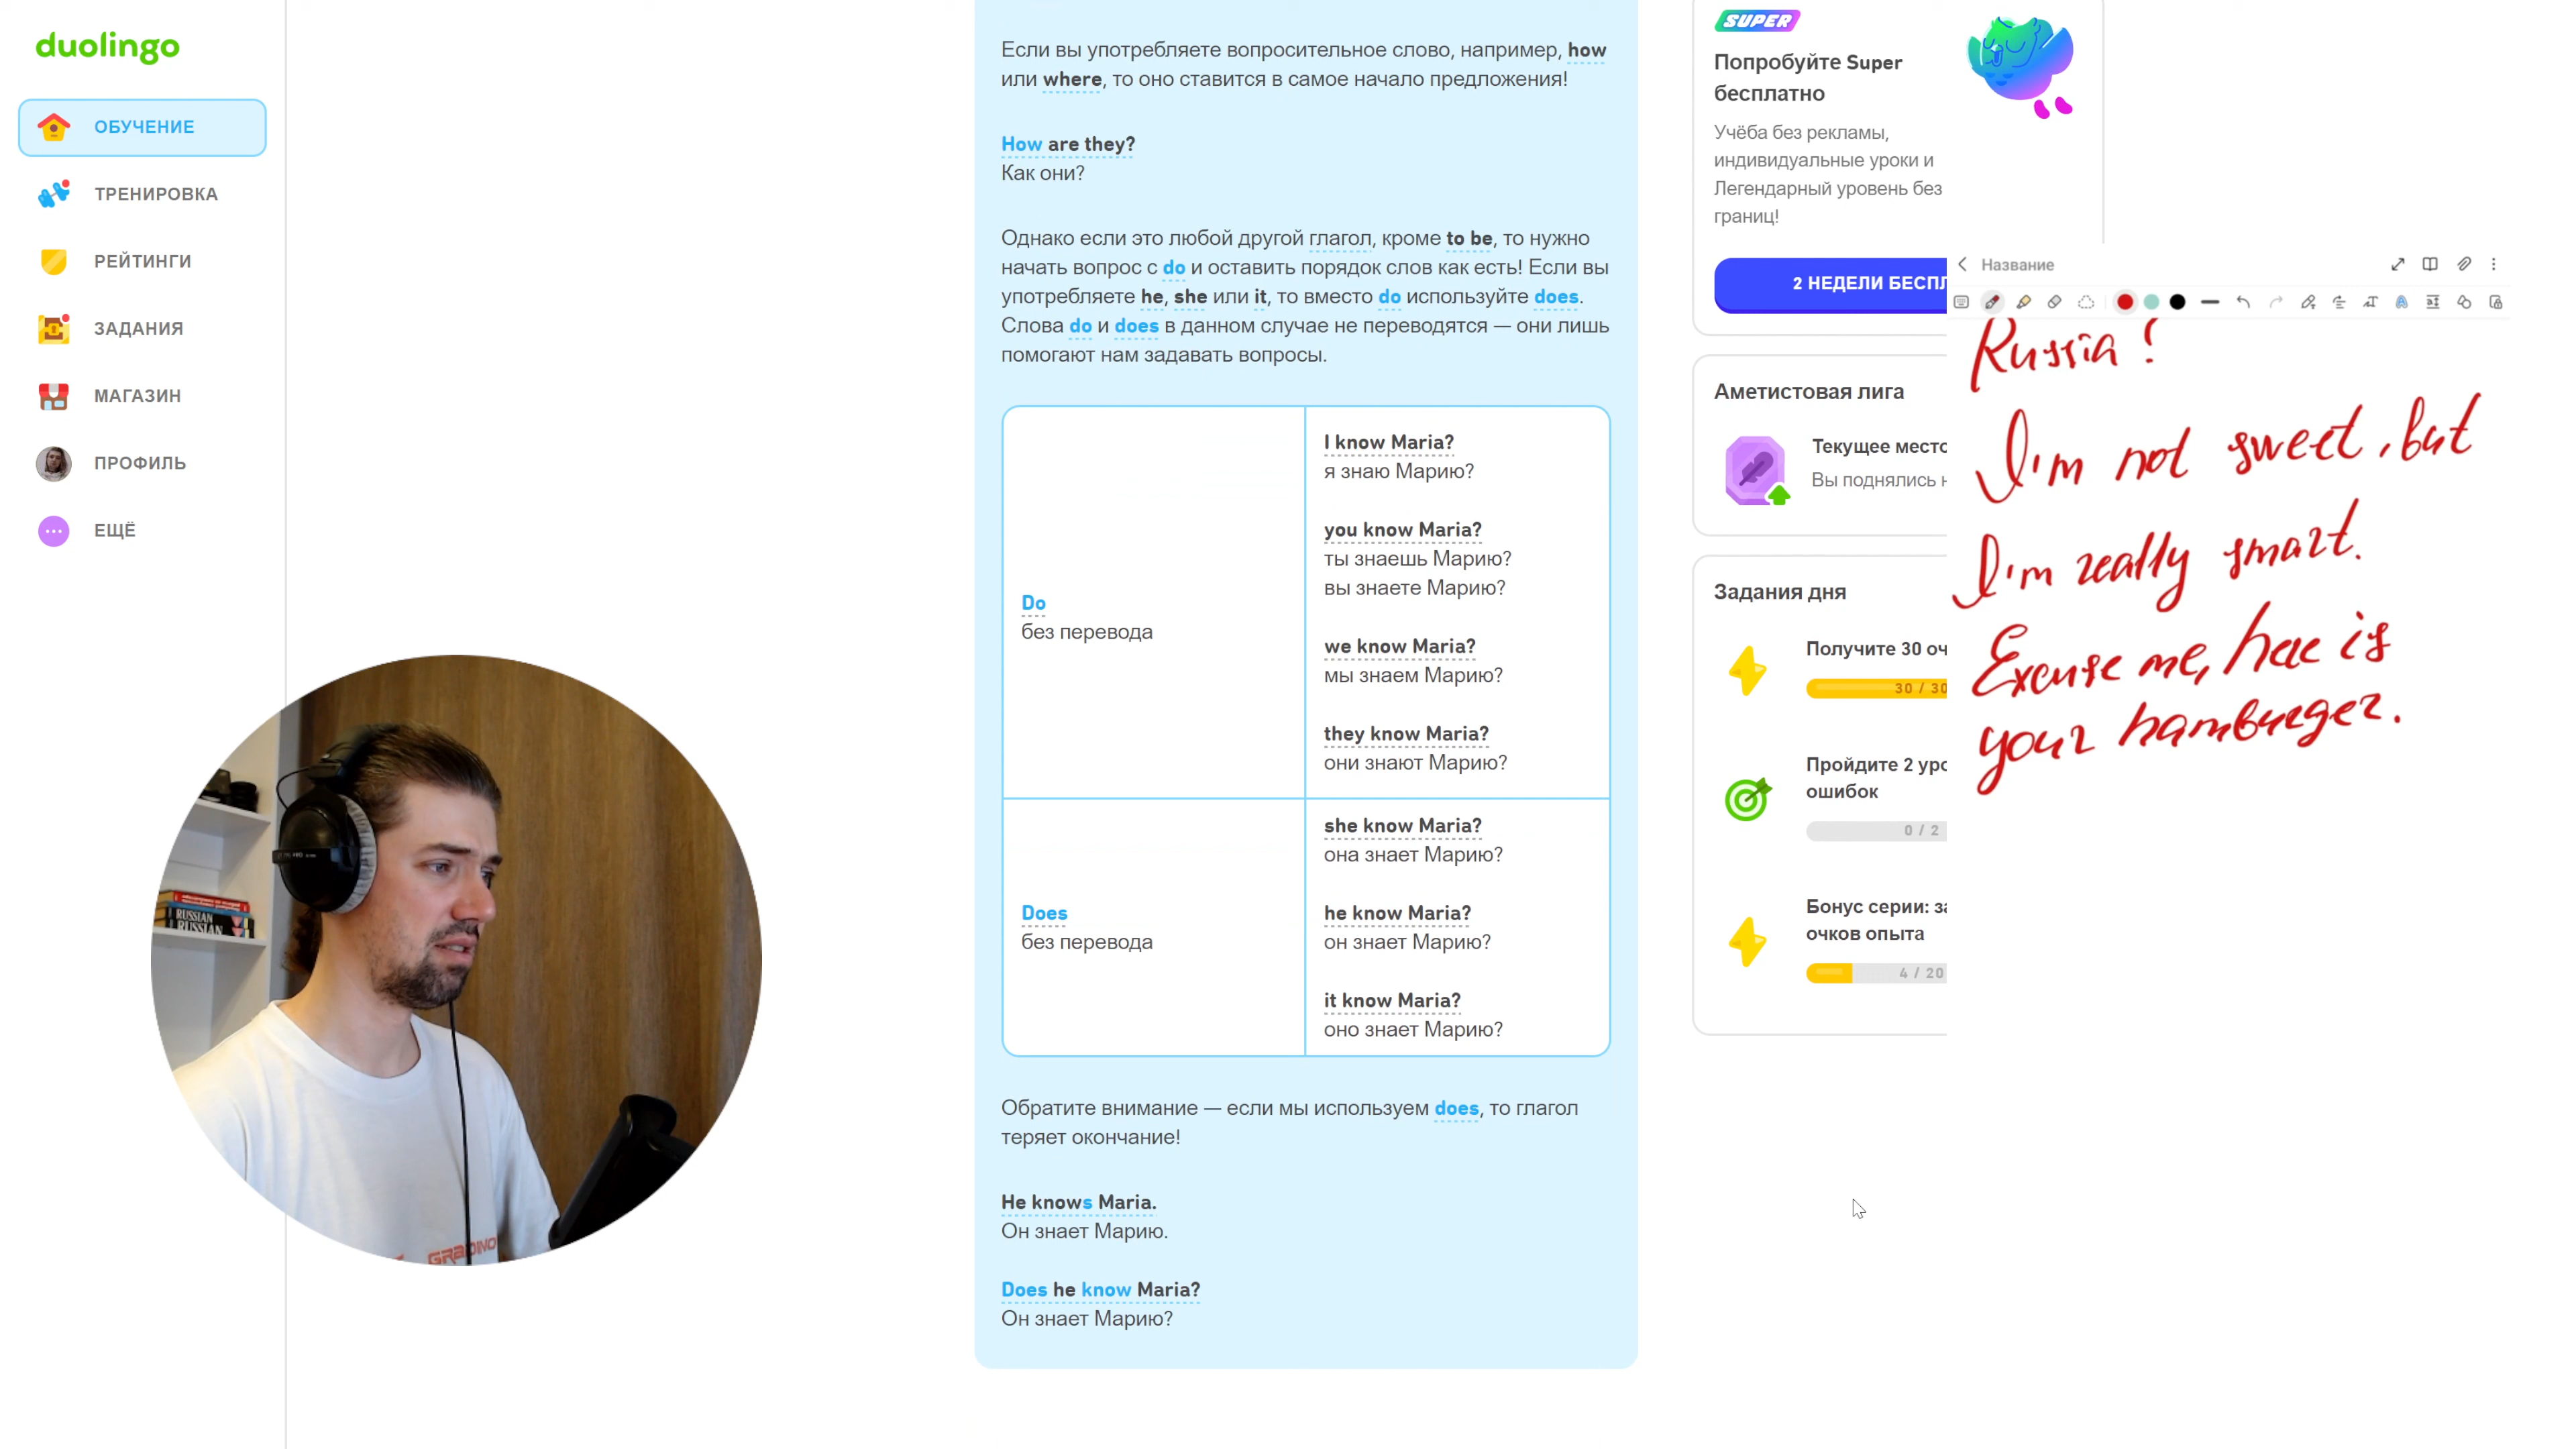 duolingo
ОБУЧЕНИЕ
ТРЕНИРОВКА
РЕЙТИНГИ
ЗАДАНИЯ
МАГАЗИН
ПРОФИЛЬ
ЕЩЁ
RUSSIAN
RUSSIAN
Если вы употребляете вопросительное слово, например, how
или where, то оно ставится в самое начало предложения!
How are they?
Как они?
Однако если это любой другой глагол, кроме to be, то нужно
начать вопрос с do и оставить порядок слов как есть! Если вы
употребляете he, she или it, то вместо do используйте does.
Слова do и does в данном случае не переводятся — они лишь
помогают нам задавать вопросы.
Do
без перевода
I know Maria?
я знаю Марию?
you know Maria?
ты знаешь Марию?
вы знаете Марию?
we know Maria?
мы знаем Марию?
they know Maria?
они знают Марию?
Does
без перевода
she know Maria?
она знает Марию?
he know Maria?
он знает Марию?
it know Maria?
оно знает Марию?
Обратите внимание — если мы используем does, то глагол
теряет окончание!
He knows Maria.
Он знает Марию.
Does he know Maria?
Он знает Марию?
SUPER
Попробуйте Super
бесплатно
Учёба без рекламы,
индивидуальные уроки и
Легендарный уровень без
границ!
2 НЕДЕЛИ БЕСПЛ
Аметистовая лига
Текущее место
Вы поднялись н
Задания дня
Получите 30 оч
30 / 30
Пройдите 2 уро
ошибок
0 / 2
Бонус серии: за
очков опыта
4 / 20
Название
Russia?
I'm not sweet, but
I'm really smart.
Excuse me, here is
your hamburger.